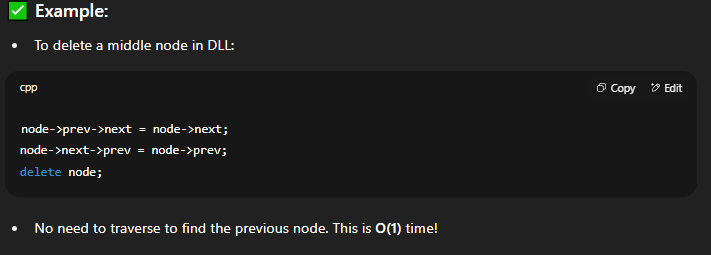 ✅ Example:
• To delete a middle node in DLL:
cpp
Copy Edit
node->prev->next = node->next;
node->next->prev = node->prev;
delete node;
• No need to traverse to find the previous node. This is O(1) time!